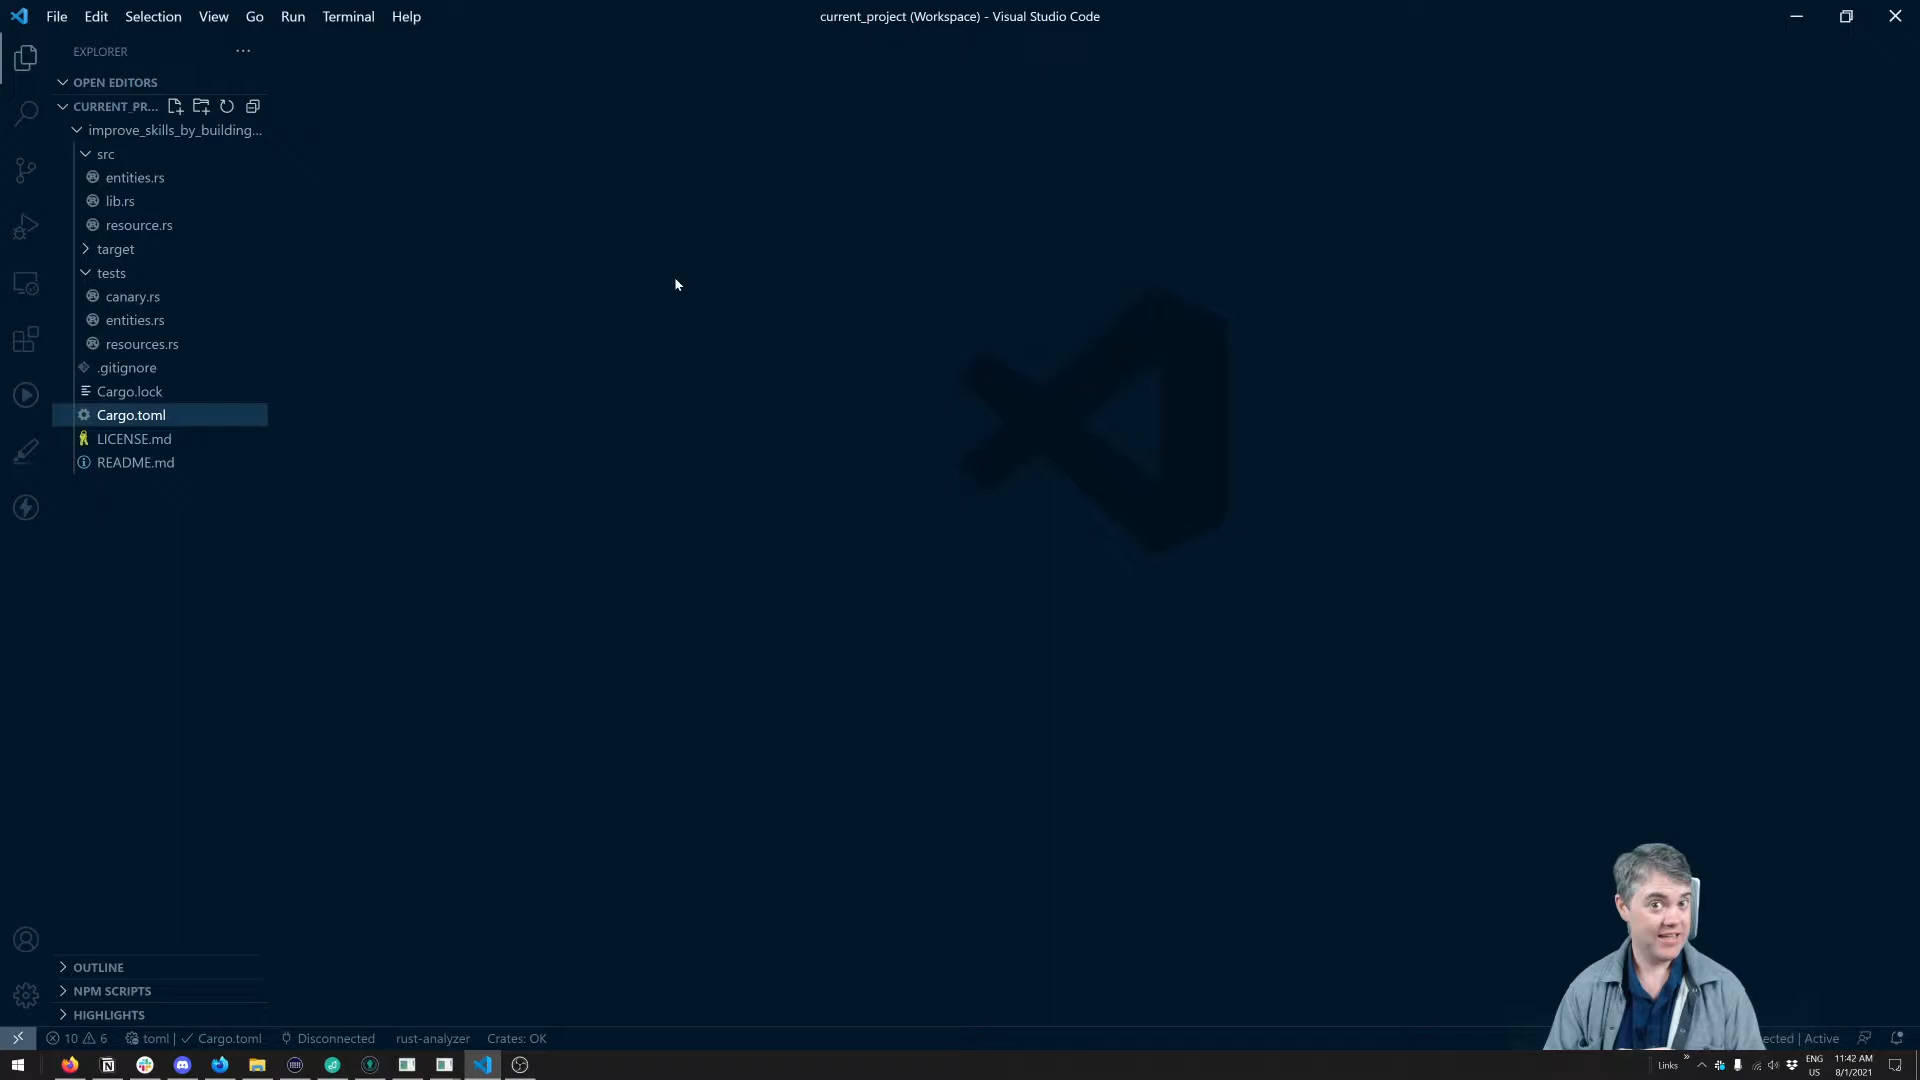 File Edit Selection View Go Run Terminal Help
current_project (Workspace) - Visual Studio Code
EXPLORER
OPEN EDITORS
CURRENT_PR...
improve_skills_by_building...
src
entities.rs
lib.rs
resource.rs
target
tests
canary.rs
entities.rs
resources.rs
.gitignore
Cargo.lock
Cargo.toml
LICENSE.md
README.md
OUTLINE
NPM SCRIPTS
HIGHLIGHTS
10 6 toml | Cargo.toml Disconnected rust-analyzer Crates: OK
ected | Active
Links
ENG
US
11:42 AM
8/1/2021